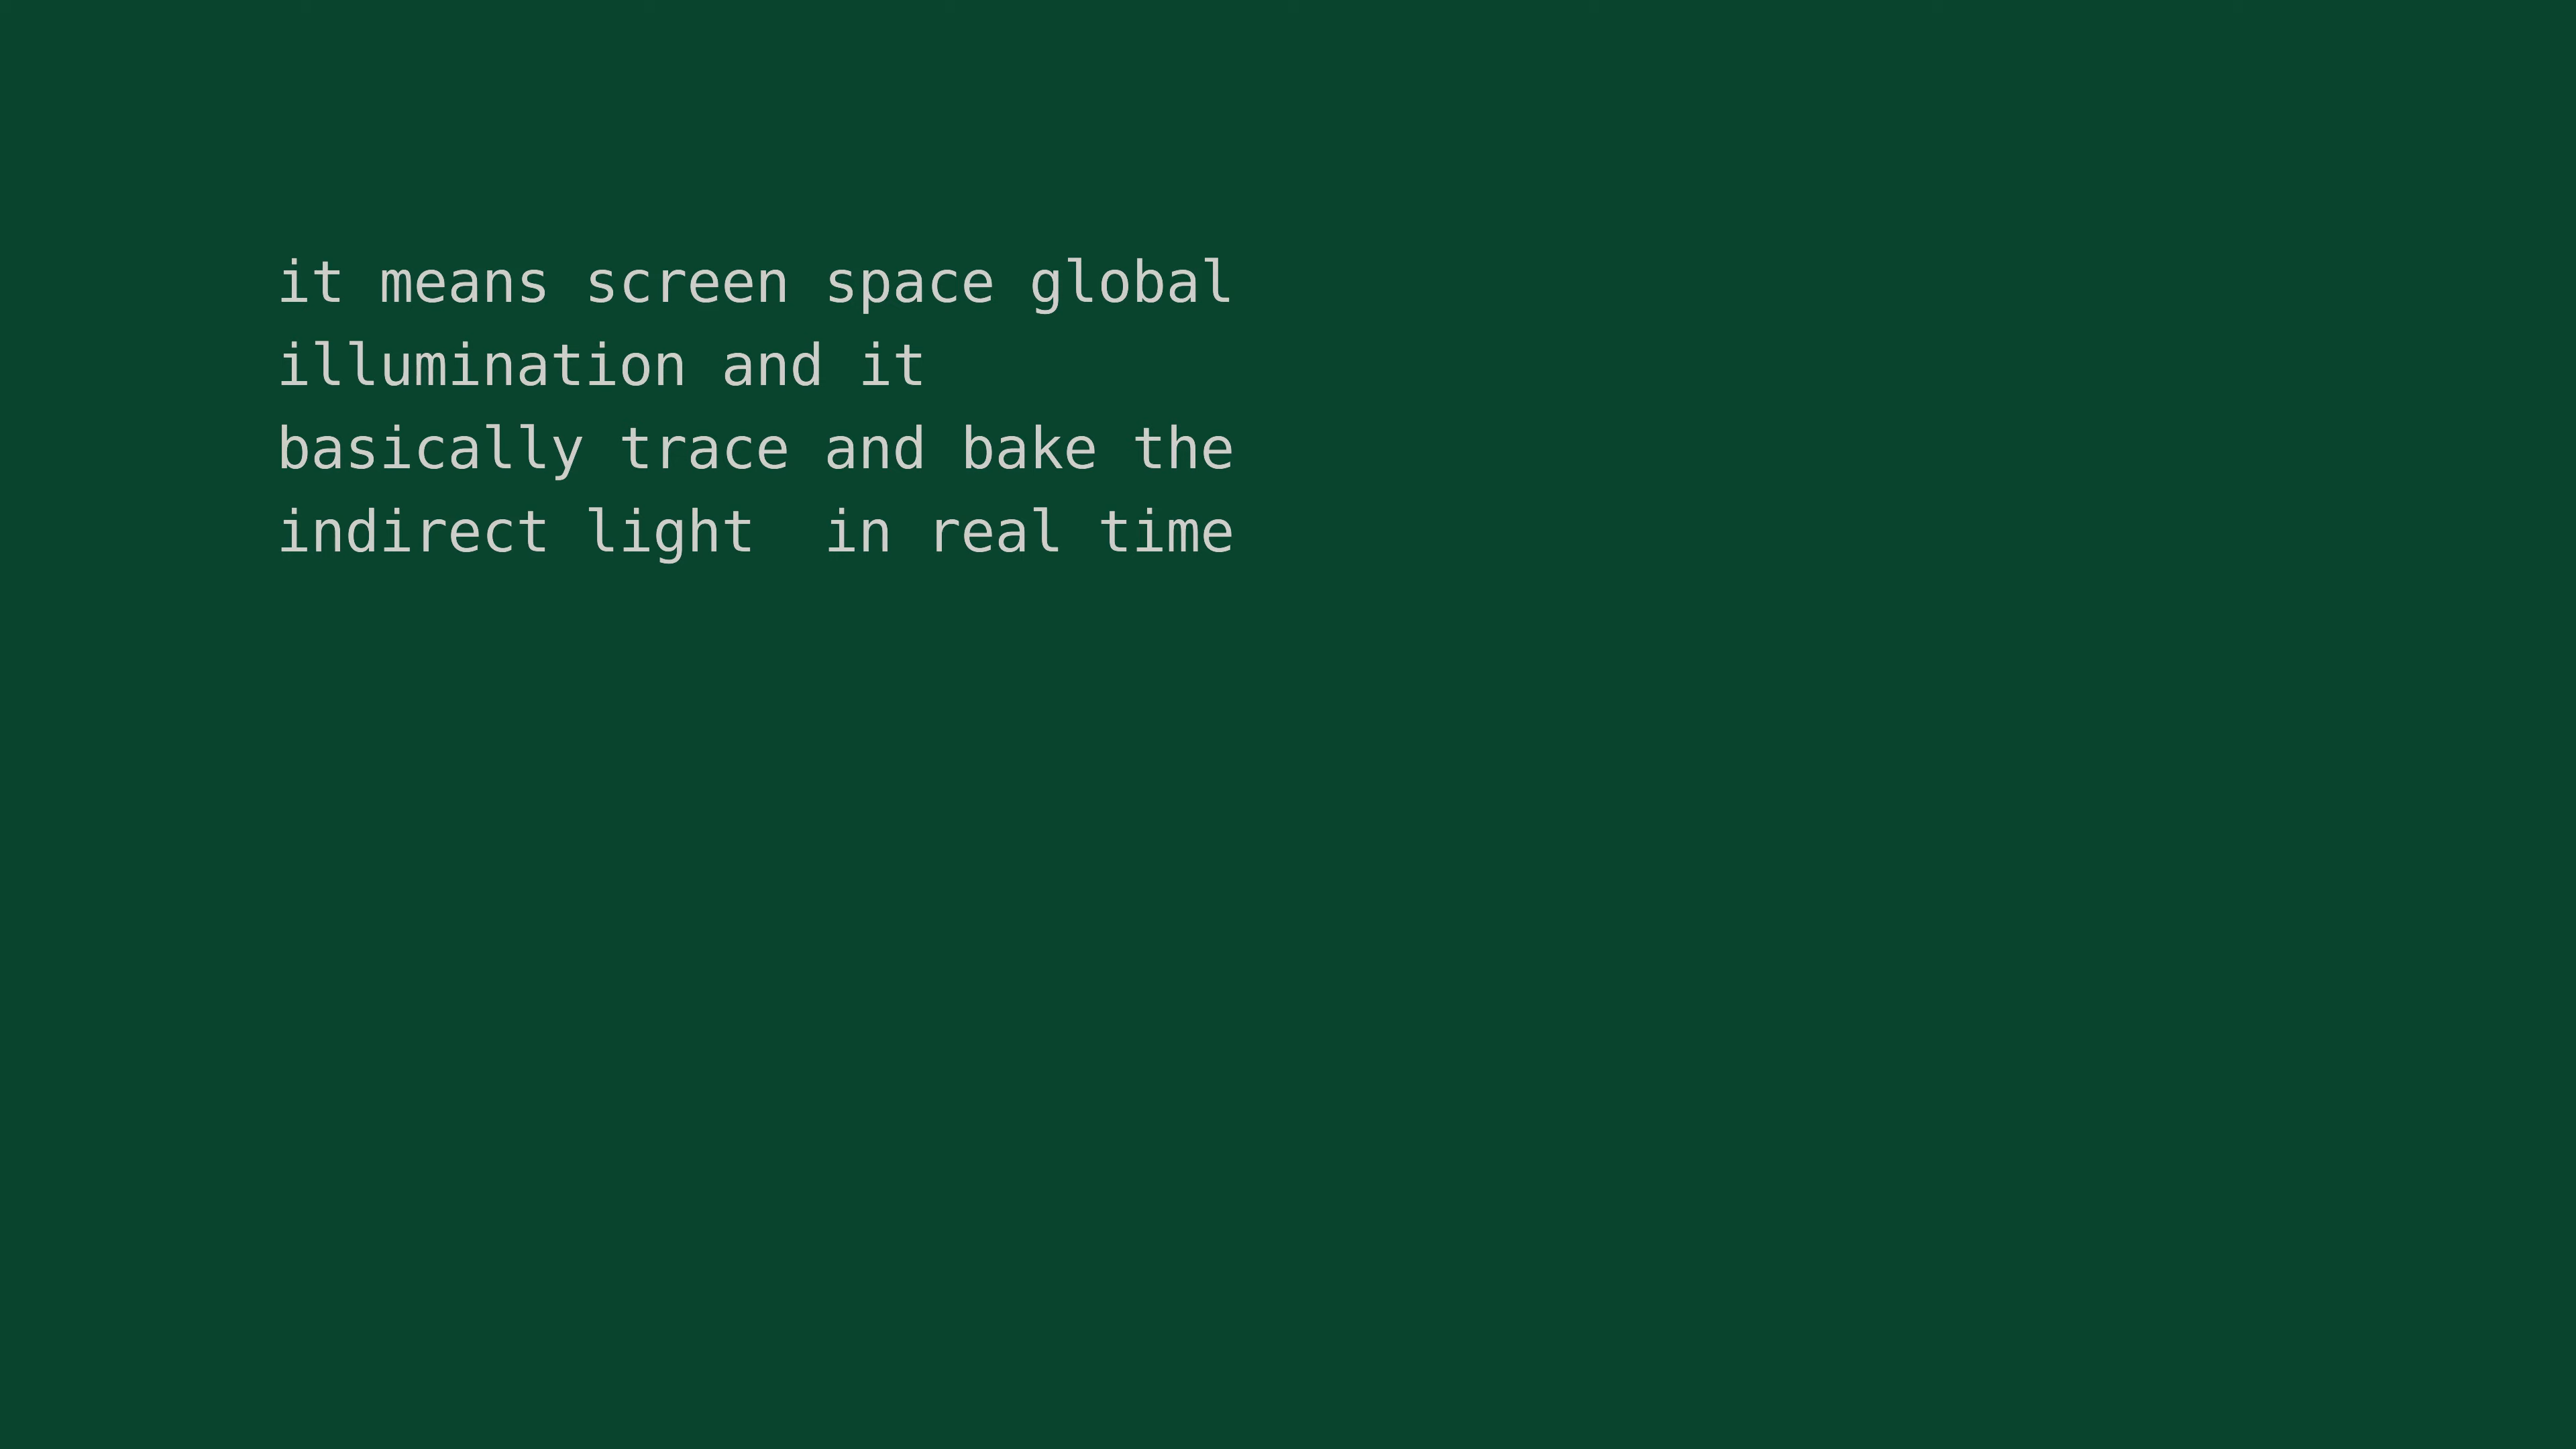 it means screen space global
illumination and it
basically trace and bake the
indirect light  in real time